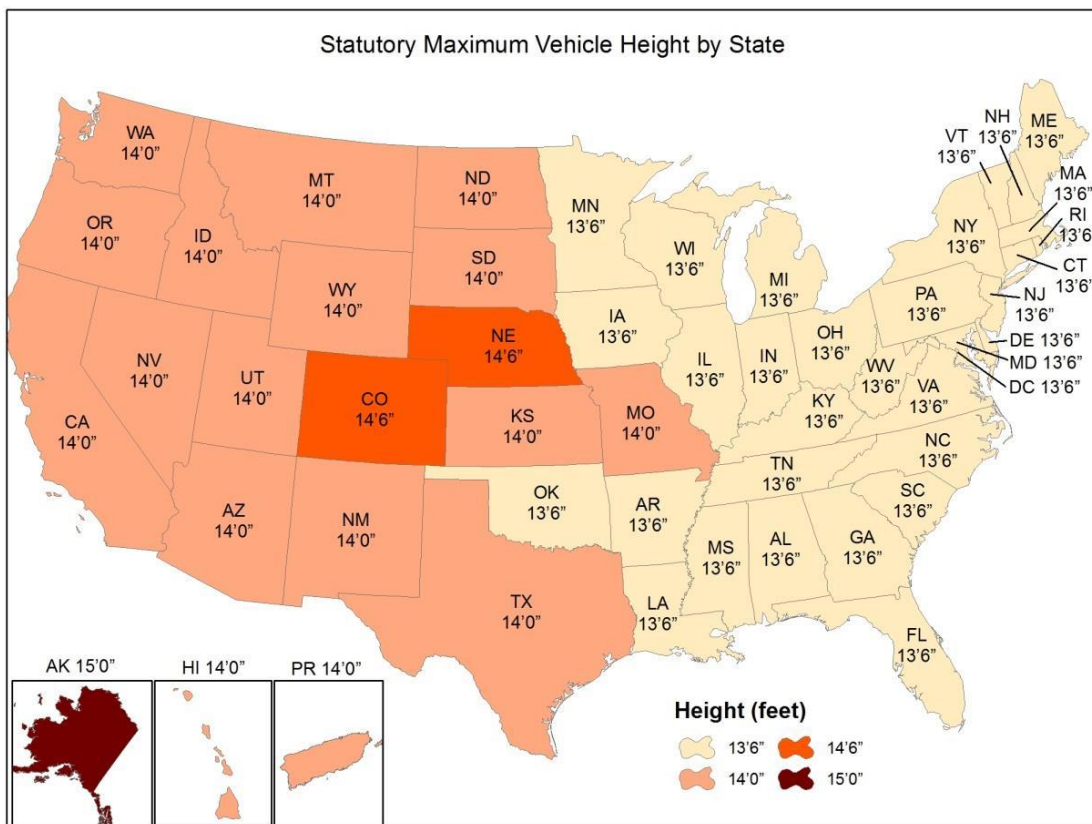 Statutory Maximum Vehicle Height by State
WA
14’0”
OR
14’0”
ID
14’0”
MT
14’0”
WY
14’0”
ND
14’0”
SD
14’0”
NE
14’6”
CO
14’6”
KS
14’0”
MO
14’0”
NV
14’0”
UT
14’0”
CA
14’0”
AZ
14’0”
NM
14’0”
TX
14’0”
OK
13’6”
AR
13’6”
LA
13’6”
MN
13’6”
IA
13’6”
WI
13’6”
MI
13’6”
IL
13’6”
IN
13’6”
OH
13’6”
KY
13’6”
TN
13’6”
MS
13’6”
AL
13’6”
GA
13’6”
FL
13’6”
SC
13’6”
NC
13’6”
VA
13’6”
WV
13’6”
PA
13’6”
NY
13’6”
VT
13’6”
NH
13’6”
ME
13’6”
MA
13’6”
RI
13’6”
CT
13’6”
NJ
13’6”
DE 13’6”
MD 13’6”
DC 13’6”
AK 15’0”
HI 14’0”
PR 14’0”
Height (feet)
13’6”
14’6”
14’0”
15’0”